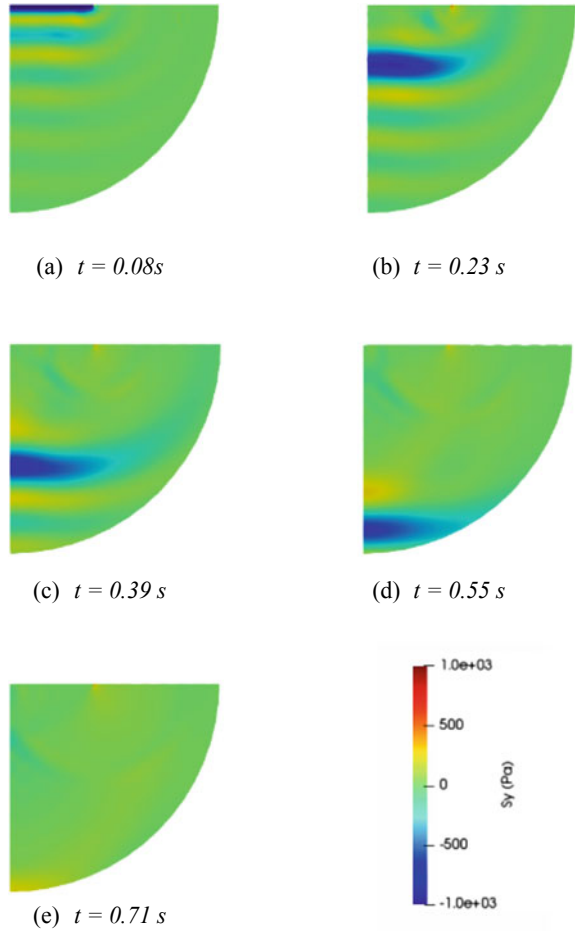 (a) t = 0.08s
(b) t = 0.23 s
(c) t = 0.39 s
(d) t = 0.55 s
(e) t = 0.71 s
1.0e+03
500
0
-500
-1.0e+03
Sy (Pa)